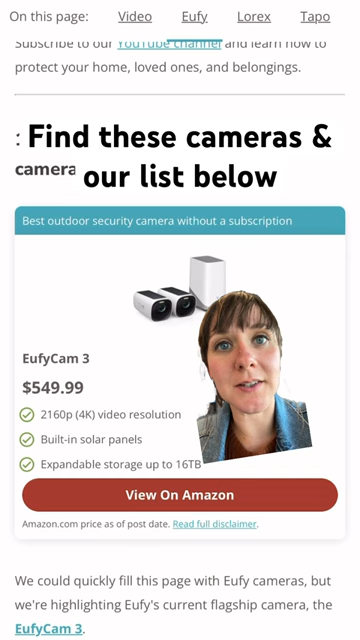 On this page: Video Eufy Lorex Tapo
Subscribe to our YouTube channel and learn how to
protect your home, loved ones, and belongings.
Find these cameras &
camera
our list below
Best outdoor security camera without a subscription
EufyCam 3
$549.99
2160p (4K) video resolution
Built-in solar panels
Expandable storage up to 16TB
View On Amazon
Amazon.com price as of post date. Read full disclaimer.
We could quickly fill this page with Eufy cameras, but
we're highlighting Eufy's current flagship camera, the
EufyCam 3.